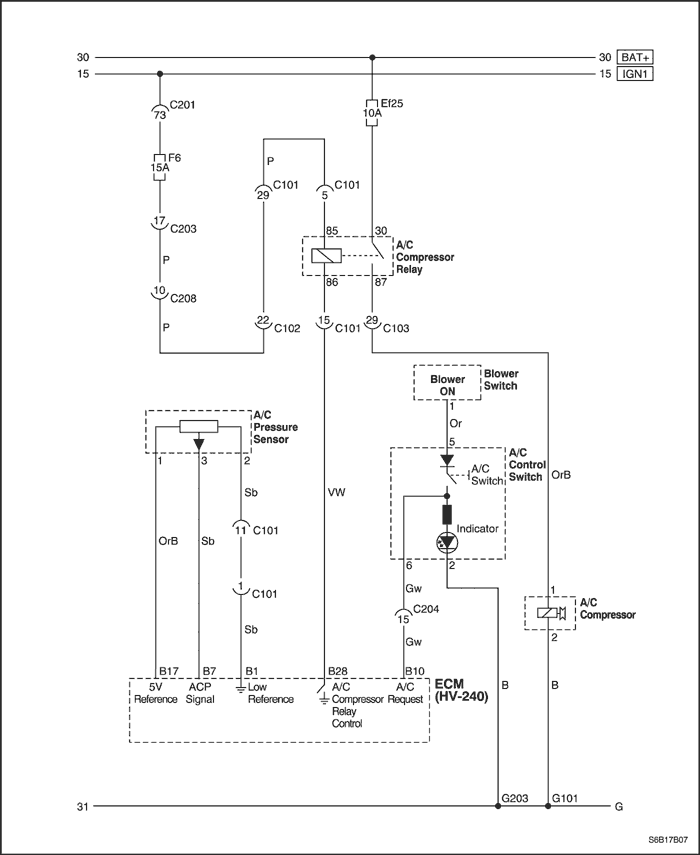 30
30 BAT+
15
15 IGN1
C201
73
Ef25
10A
F6
15A
P
C101
29
C101
5
17
C203
85
30
A/C
Compressor
Relay
P
86
87
10
C208
P
22
C102
15
C101
29
C103
Blower
ON
Blower
Switch
1
Or
A/C
Pressure
Sensor
5
A/C
Control
Switch
A/C
Switch
1
3
2
OrB
Sb
VW
11
C101
Indicator
OrB
Sb
6
2
1
C101
Gw
1
A/C
Compressor
C204
15
Sb
Gw
2
B17
B7
B1
B28
B10
ECM
(HV-240)
5V
Reference
ACP
Signal
Low
Reference
A/C
Compressor
Relay
Control
A/C
Request
B
B
31
G203
G101
G
S6B17B07